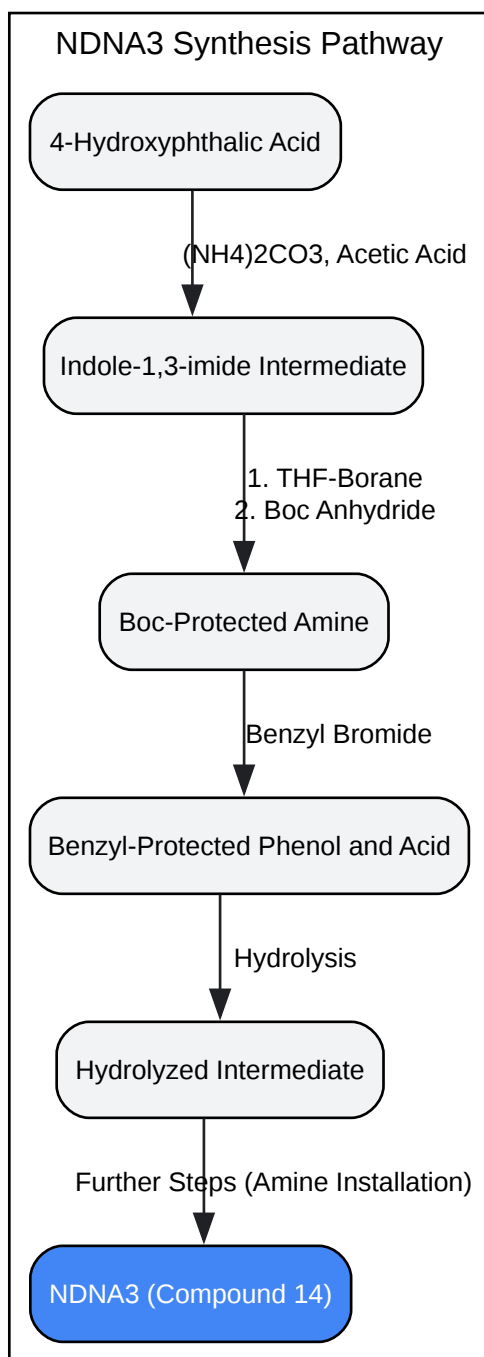 NDNA3 Synthesis Pathway
4-Hydroxyphthalic Acid
(NH4)2CO3, Acetic Acid
Indole-1,3-imide Intermediate
1. THF-Borane
2. Boc Anhydride
Boc-Protected Amine
Benzyl Bromide
Benzyl-Protected Phenol and Acid
Hydrolysis
Hydrolyzed Intermediate
Further Steps (Amine Installation)
NDNA3 (Compound 14)